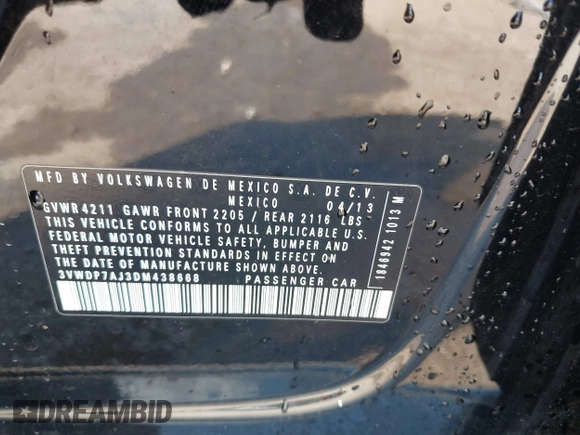 MFD BY VOLKSWAGEN DE MEXICO S.A. DE C.V.
MEXICO 04/13
GVWR4211 GAWR FRONT 2205 / REAR 2116 LBS
THIS VEHICLE CONFORMS TO ALL APPLICABLE U.S.
FEDERAL MOTOR VEHICLE SAFETY, BUMPER AND
THEFT PREVENTION STANDARDS IN EFFECT ON
THE DATE OF MANUFACTURE SHOWN ABOVE
3VWDP7AJ3DM438668 PASSENGER CAR
1846942 1013 M
DREAMBID